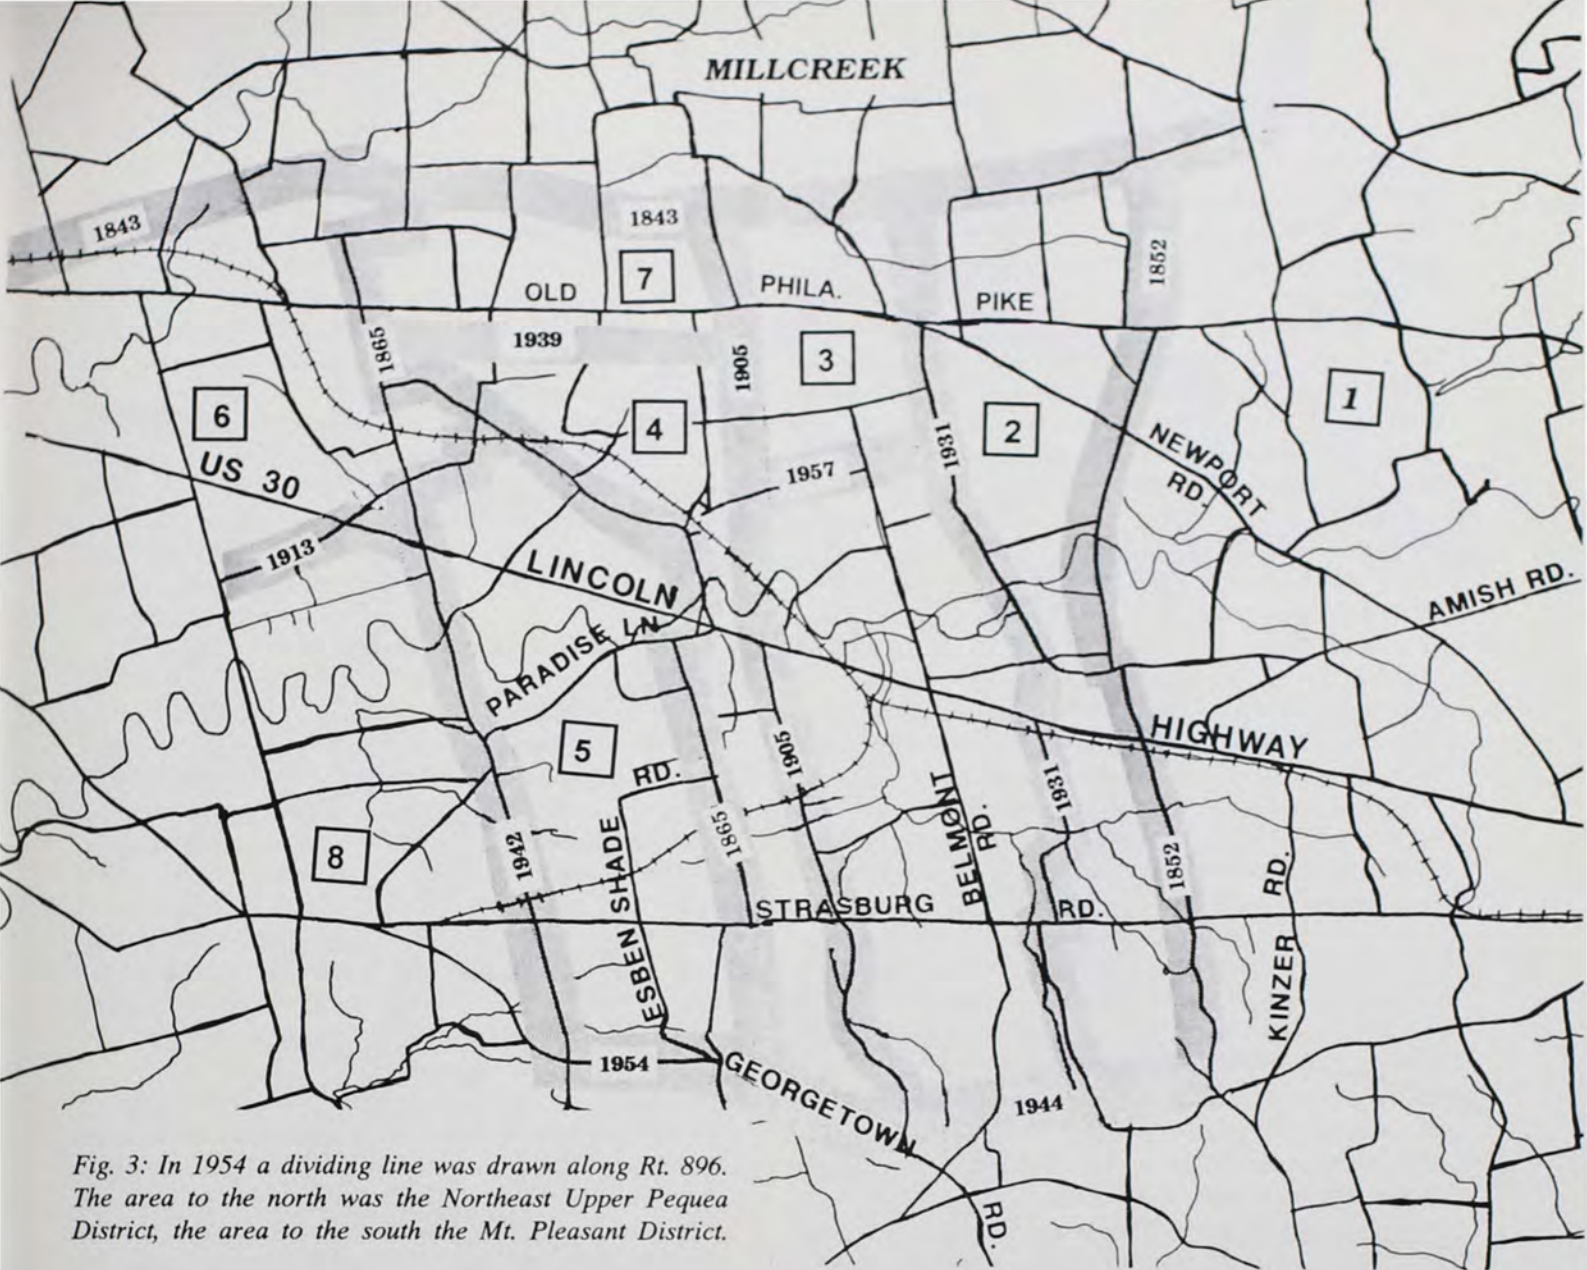 MILLCREEK
1843
1843
1852
7
OLD
PHILA.
PIKE
1939
1865
1905
3
6
4
2
1
1931
NEWPORT
RD.
US 30
1957
1913
LINCOLN
AMISH RD.
PARADISE LN
HIGHWAY
5
RD.
1905
1931
BELMONT
RD.
8
1942
ESBEN SHADE
1865
1852
KINZER RD.
STRASBURG
RD.
1954
GEORGETOWN
RD.
1944
Fig. 3: In 1954 a dividing line was drawn along Rt. 896.
The area to the north was the Northeast Upper Pequea
District, the area to the south the Mt. Pleasant District.